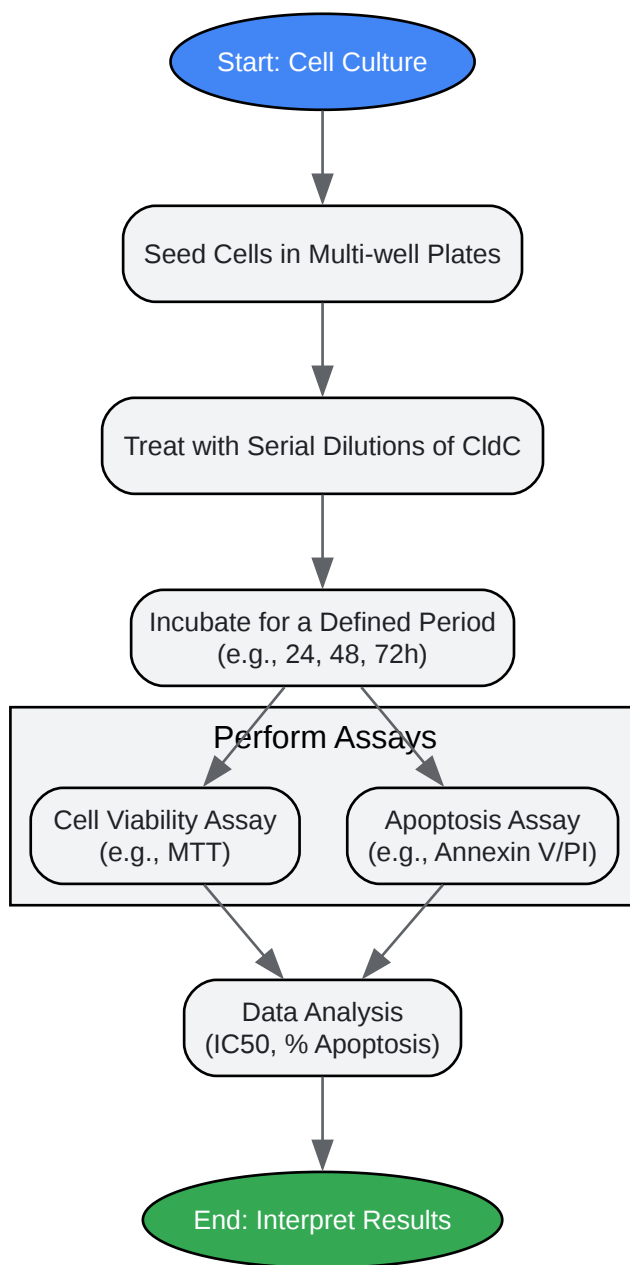 Start: Cell Culture
Seed Cells in Multi-well Plates
Treat with Serial Dilutions of CldC
Incubate for a Defined Period
(e.g., 24, 48, 72h)
Perform Assays
Cell Viability Assay
(e.g., MTT)
Apoptosis Assay
(e.g., Annexin V/PI)
Data Analysis
(IC50, % Apoptosis)
End: Interpret Results